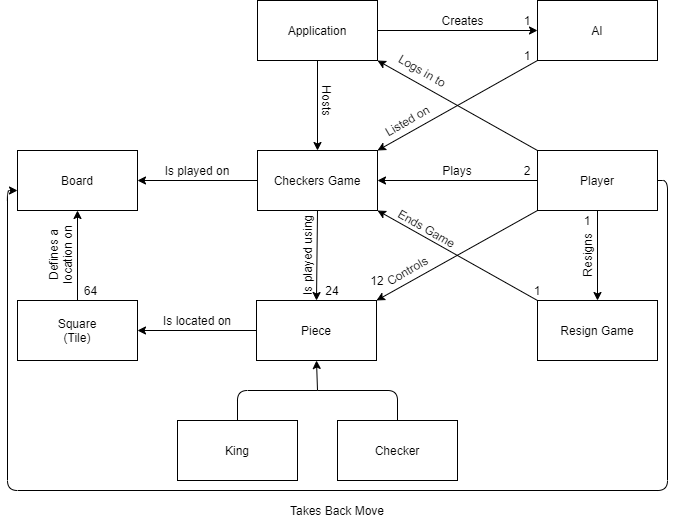 Application
Creates
1
AI
Logs in to
1
Hosts
Listed on
Board
Is played on
Checkers Game
Plays
2
Player
Defines a
location on
64
Is played using
24
Ends Game
12
Controls
1
1
Resigns
Square
(Tile)
Is located on
Piece
Resign Game
King
Checker
Takes Back Move